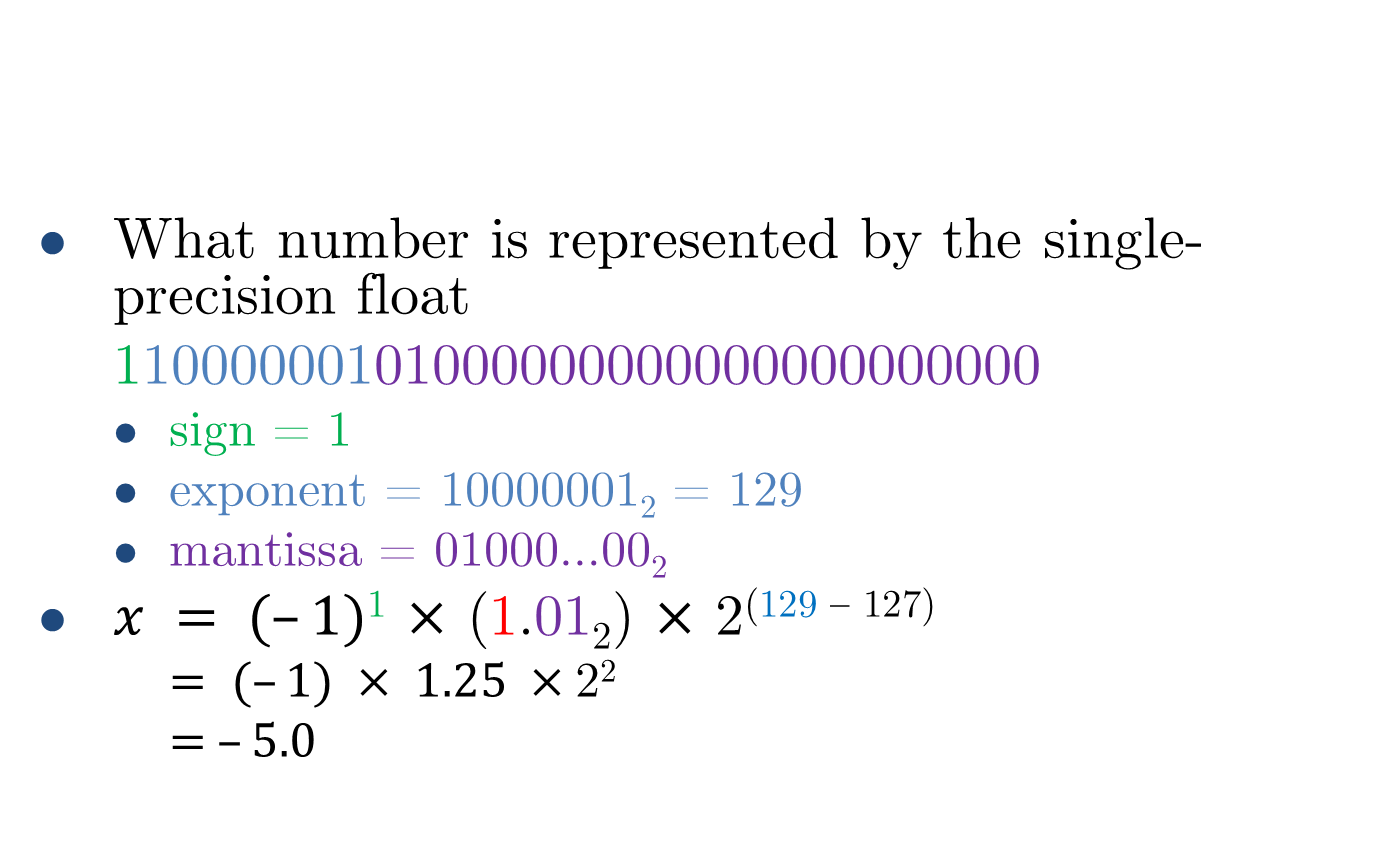 • What number is represented by the single-
precision float
11000000101000000000000000000000
• sign = 1
• exponent = 10000001₂ = 129
• mantissa = 01000...00₂
• x = (– 1)¹ × (1.01₂) × 2⁽¹²⁹ ⁻ ¹²⁷⁾
= (– 1) × 1.25 × 2²
= – 5.0